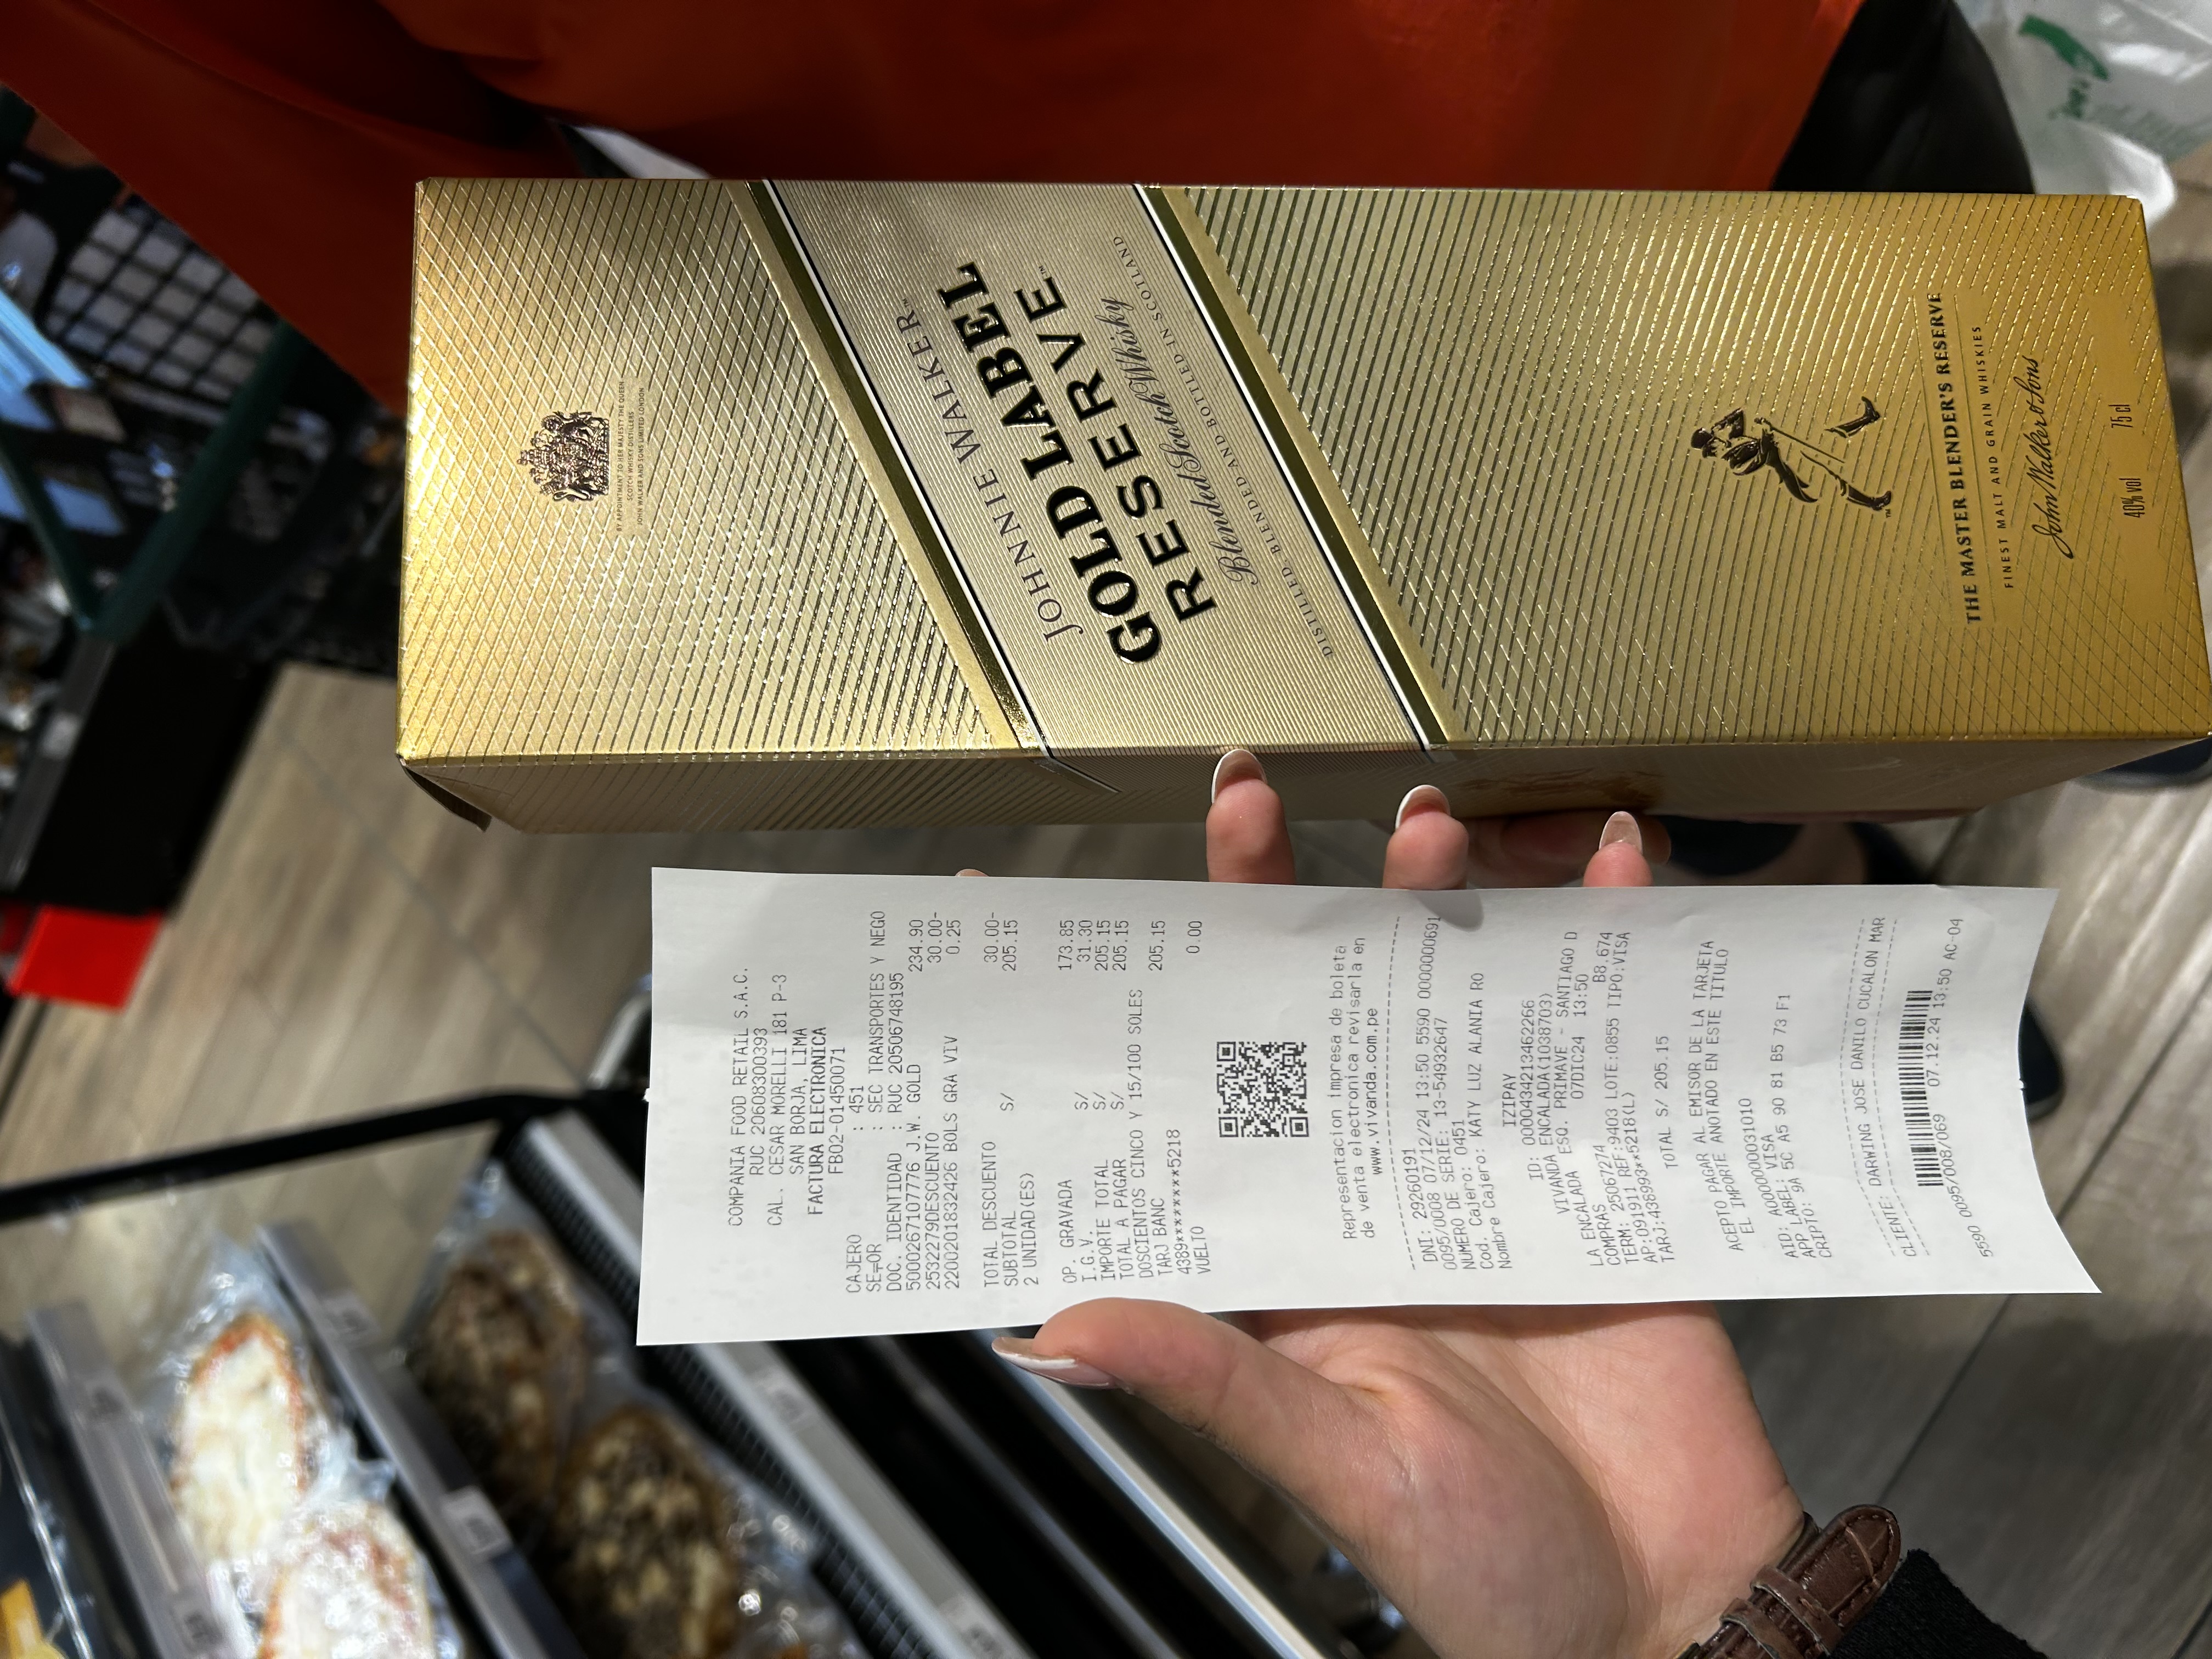 COMPANIA FOOD RETAIL S.A.C.
RUC 20608300393
CAL. CESAR MORELLI 181 P-3
SAN BORJA, LIMA
FACTURA ELECTRONICA
FB02-01450071
CAJERO : 451
SE╤OR : SEC TRANSPORTES Y NEGO
DOC. IDENTIDAD : RUC 20506748195
5000267107776 J.W. GOLD 234.90
2532279DESCUENTO 30.00-
2200201832426 BOLS GRA VIV 0.25
TOTAL DESCUENTO 30.00-
SUBTOTAL S/ 205.15
2 UNIDAD(ES)
OP. GRAVADA 173.85
I.G.V. S/ 31.30
IMPORTE TOTAL S/ 205.15
TOTAL A PAGAR S/ 205.15
DOSCIENTOS CINCO Y 15/100 SOLES
TARJ BANC 205.15
4389********5218
VUELTO 0.00
Representacion impresa de boleta
de venta electronica revisarla en
www.vivanda.com.pe
DNI: 29260191
0095/0008 07/12/24 13:50 5590 0000000691
NUMERO DE SERIE: 13-54932647
Cod. Cajero: 0451
Nombre Cajero: KATY LUZ ALANIA RO
IZIPAY
ID: 0000434213462266
VIVANDA ENCALADA(1038703)
LA ENCALADA ESQ. PRIMAVE - SANTIAGO D
07DIC24 13:50
COMPRAS B8.674
TERM: 25067274
AP:091911 REF:9403 LOTE:0855 TIPO:VISA
TARJ:438993**5218(L)
TOTAL S/ 205.15
ACEPTO PAGAR AL EMISOR DE LA TARJETA
EL IMPORTE ANOTADO EN ESTE TITULO
AID: A0000000031010
APP LABEL: VISA
CRIPTO: 9A 5C A5 90 81 B5 73 F1
CLIENTE: DARWING JOSE DANILO CUCALON MAR
5590 0095/008/069 07.12.24 13:50 AC-04
BY APPOINTMENT TO HER MAJESTY THE QUEEN
SCOTCH WHISKY DISTILLERS
JOHN WALKER AND SONS LIMITED LONDON
JOHNNIE WALKER™
GOLD LABEL
RESERVE™
Blended Scotch Whisky
DISTILLED, BLENDED AND BOTTLED IN SCOTLAND
™
THE MASTER BLENDER'S RESERVE
FINEST MALT AND GRAIN WHISKIES
John Walker & Sons
40% vol 75 cl